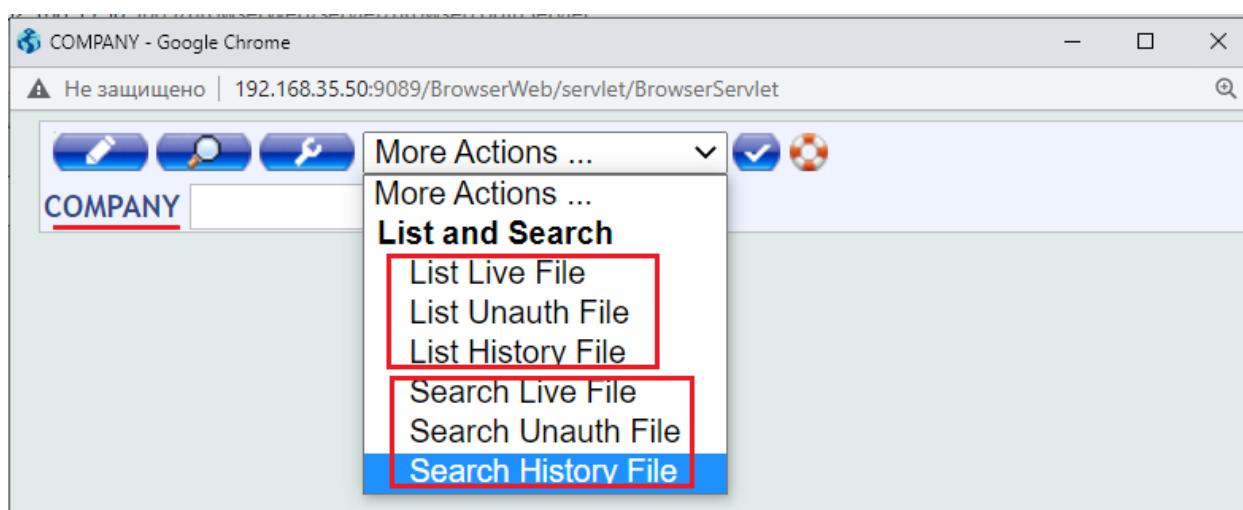 COMPANY - Google Chrome
Не защищено | 192.168.35.50:9089/BrowserWeb/servlet/BrowserServlet
More Actions ...
COMPANY
More Actions ...
List and Search
List Live File
List Unauth File
List History File
Search Live File
Search Unauth File
Search History File